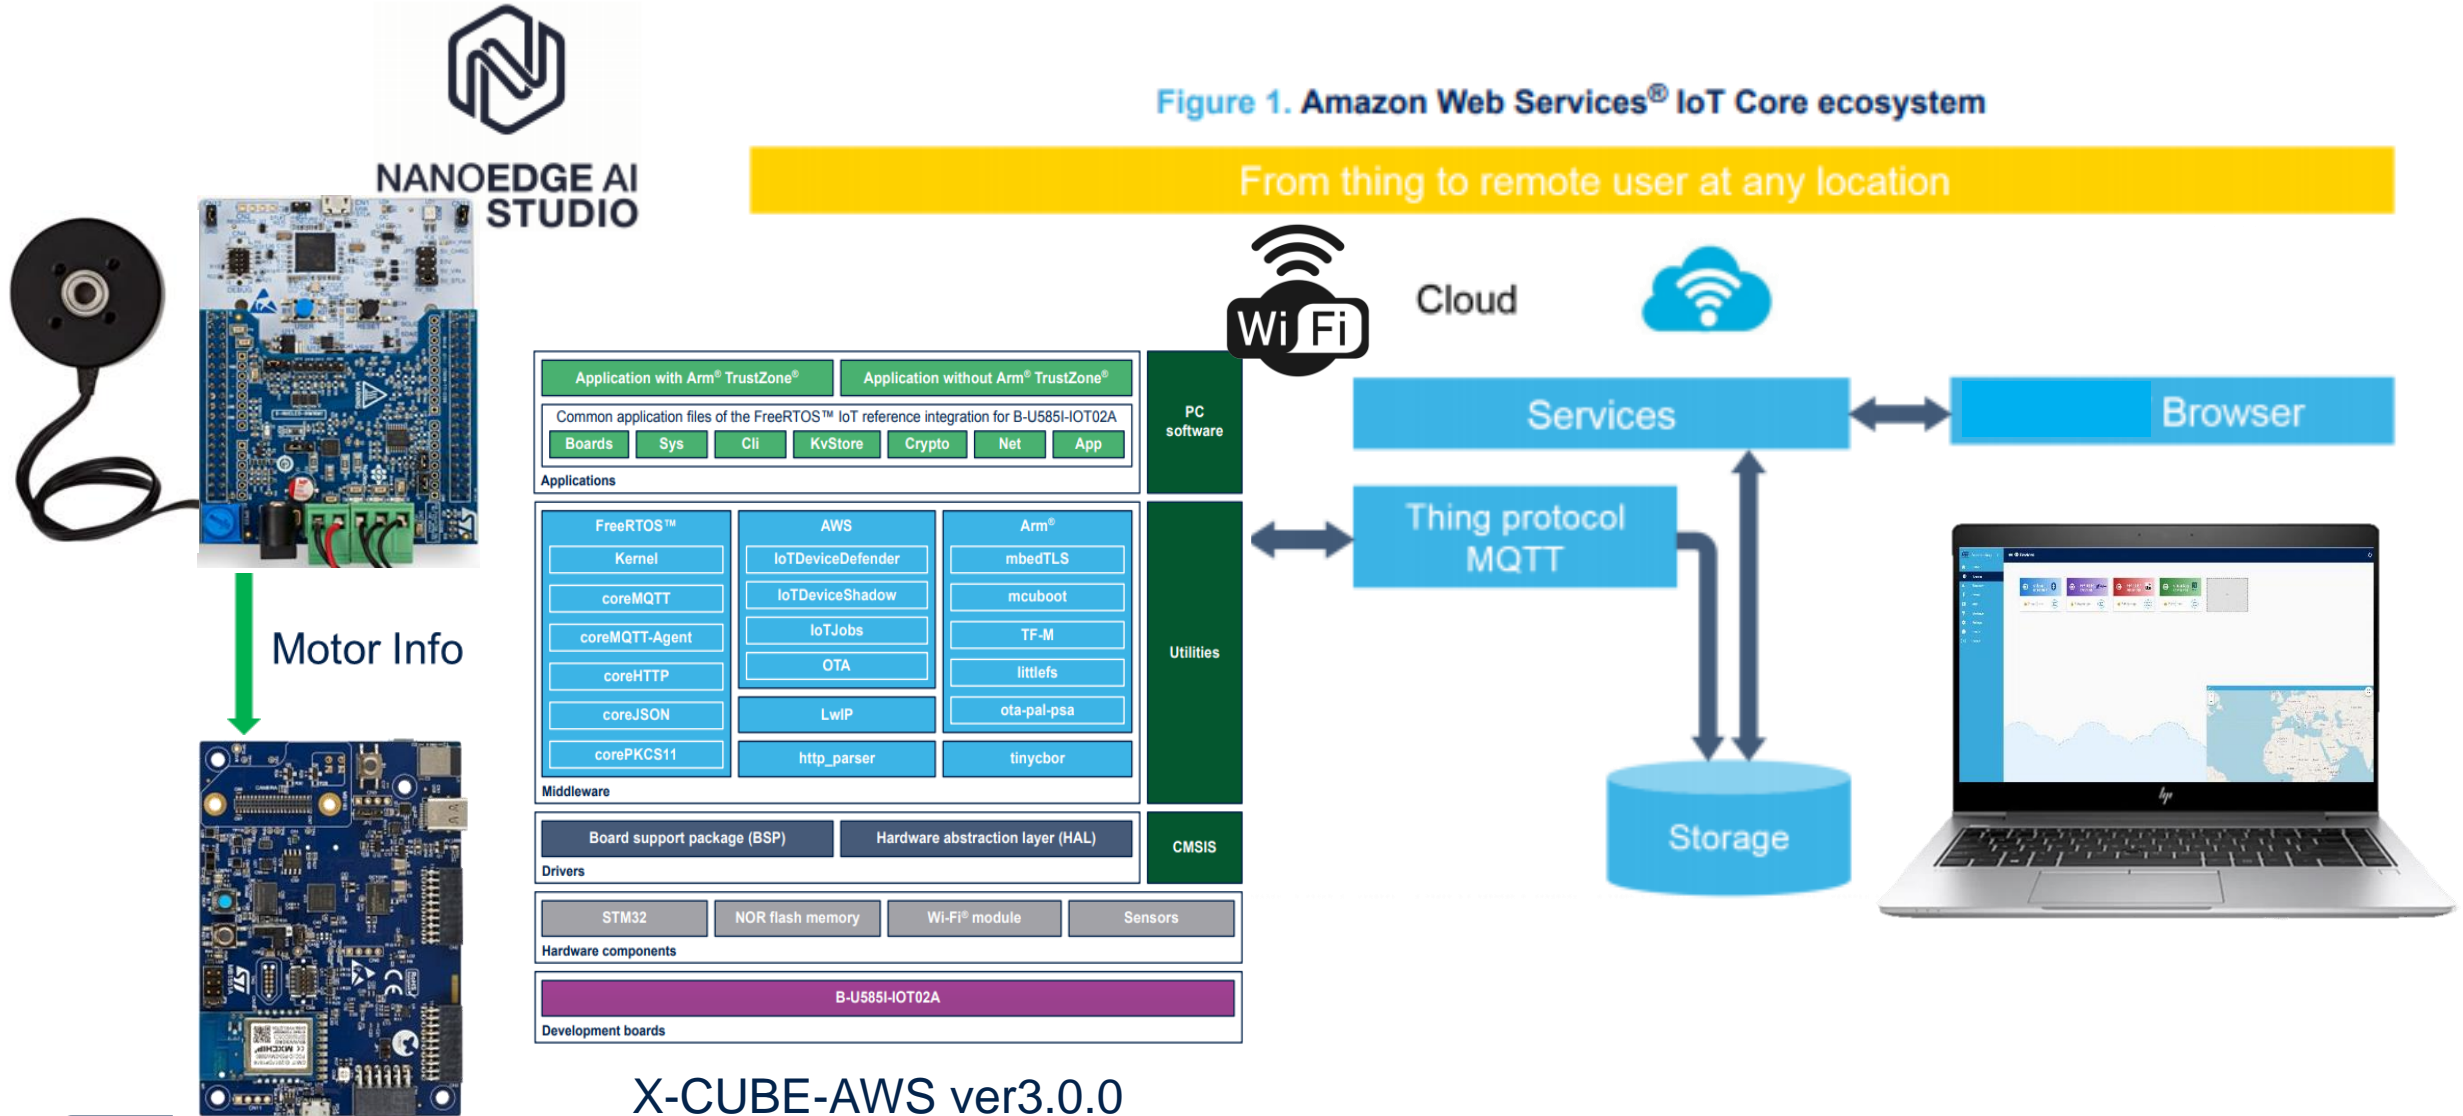 NANOEDGE AI
STUDIO
Figure 1. Amazon Web Services® IoT Core ecosystem
From thing to remote user at any location
Wi Fi
Cloud
Services
Browser
Thing protocol
MQTT
Storage
Motor Info
Application with Arm® TrustZone®
Application without Arm® TrustZone®
Common application files of the FreeRTOS™ IoT reference integration for B-U585I-IOT02A
Boards
Sys
Cli
KvStore
Crypto
Net
App
Applications
PC
software
FreeRTOS™
Kernel
coreMQTT
coreMQTT-Agent
coreHTTP
coreJSON
corePKCS11
AWS
IoTDeviceDefender
IoTDeviceShadow
IoTJobs
OTA
LwIP
http_parser
Arm®
mbedTLS
mcuboot
TF-M
littlefs
ota-pal-psa
tinycbor
Middleware
Utilities
Board support package (BSP)
Hardware abstraction layer (HAL)
Drivers
CMSIS
STM32
NOR flash memory
Wi-Fi® module
Sensors
Hardware components
B-U585I-IOT02A
Development boards
X-CUBE-AWS ver3.0.0
USER
RESET
DEBUG
CAMERA
MXCHIP
hp